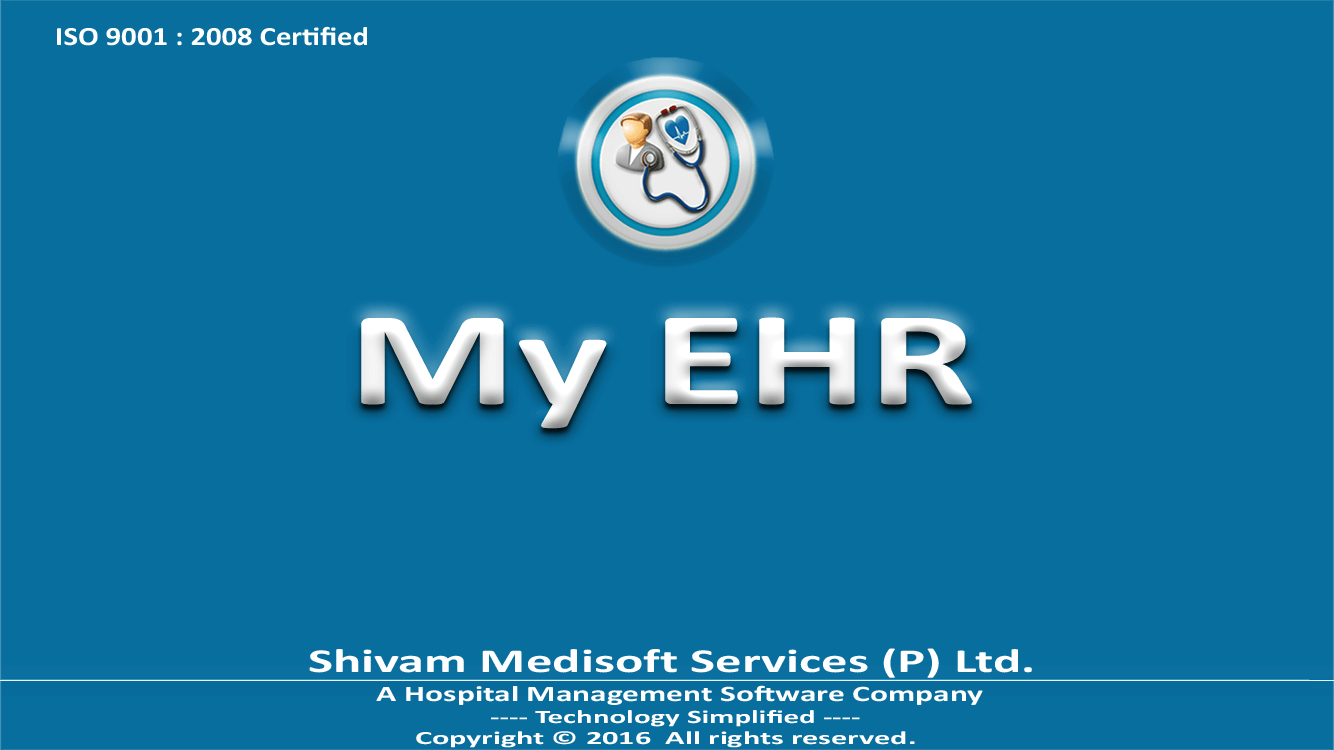 ISO 9001 : 2008 Certified
My EHR
Shivam Medisoft Services (P) Ltd.
A Hospital Management Software Company
---- Technology Simplified ----
Copyright © 2016 All rights reserved.